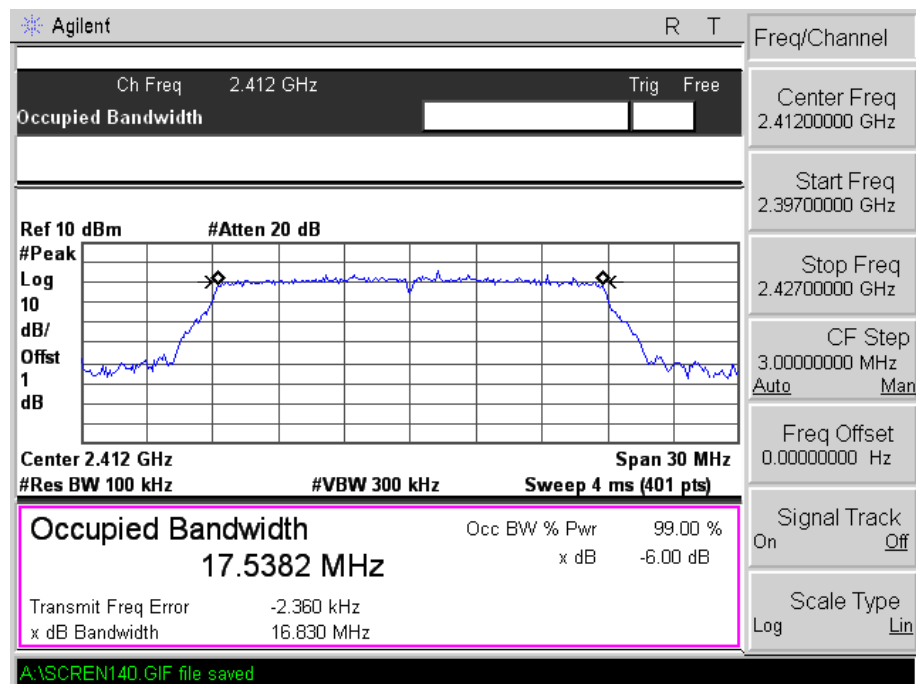 Agilent R T
Ch Freq 2.412 GHz Trig Free
Occupied Bandwidth
Ref 10 dBm #Atten 20 dB
#Peak
Log
10
dB/
Offst
1
dB
Center 2.412 GHz Span 30 MHz
#Res BW 100 kHz #VBW 300 kHz Sweep 4 ms (401 pts)
Occupied Bandwidth Occ BW % Pwr 99.00 %
17.5382 MHz x dB -6.00 dB
Transmit Freq Error -2.360 kHz
x dB Bandwidth 16.830 MHz
A:\SCREN140.GIF file saved
Freq/Channel
Center Freq
2.41200000 GHz
Start Freq
2.39700000 GHz
Stop Freq
2.42700000 GHz
CF Step
3.00000000 MHz
Auto Man
Freq Offset
0.00000000 Hz
Signal Track
On Off
Scale Type
Log Lin